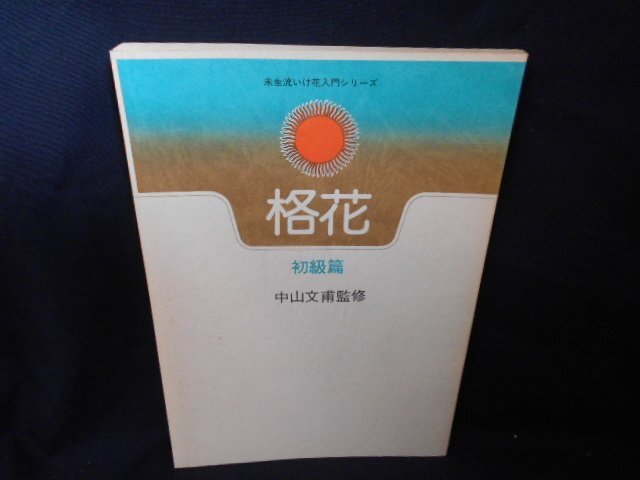 未生流いけ花入門シリーズ
格花
初級篇
中山文甫監修